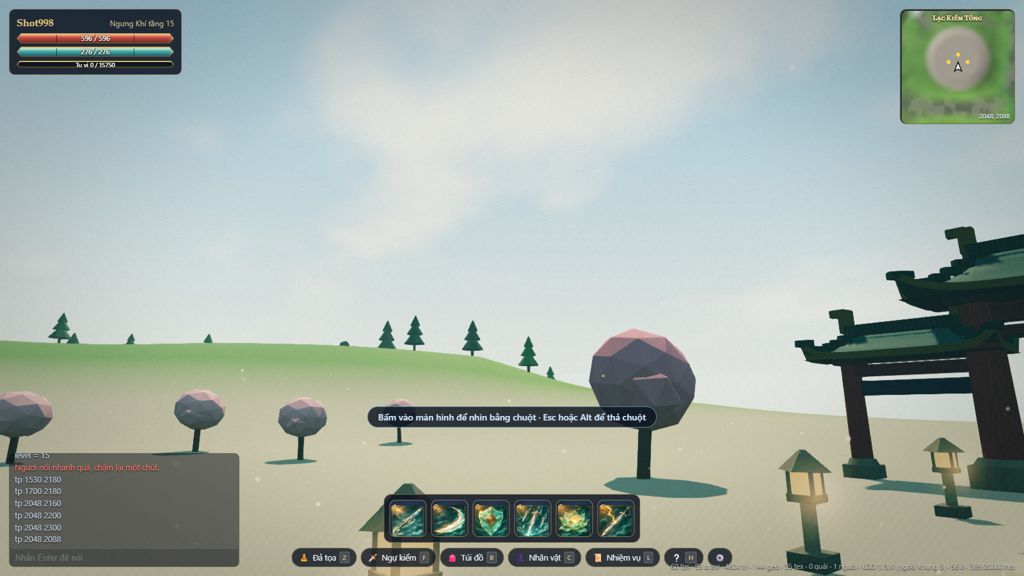 Shot998
Ngưng Khí tầng 15
596 / 596
276 / 276
Tu vi 0 / 15750
LẠC KIẾM TÔNG
2048, 2088
Bấm vào màn hình để nhìn bằng chuột · Esc hoặc Alt để thả chuột
level = 15
Ngươi nói nhanh quá, chậm lại một chút.
tp 1530 2180
tp 1700 2180
tp 2048 2160
tp 2048 2200
tp 2048 2300
tp 2048 2088
Nhấn Enter để nói...
Đả tọa Z
Ngự kiếm F
Túi đồ B
Nhân vật C
Nhiệm vụ L
? H